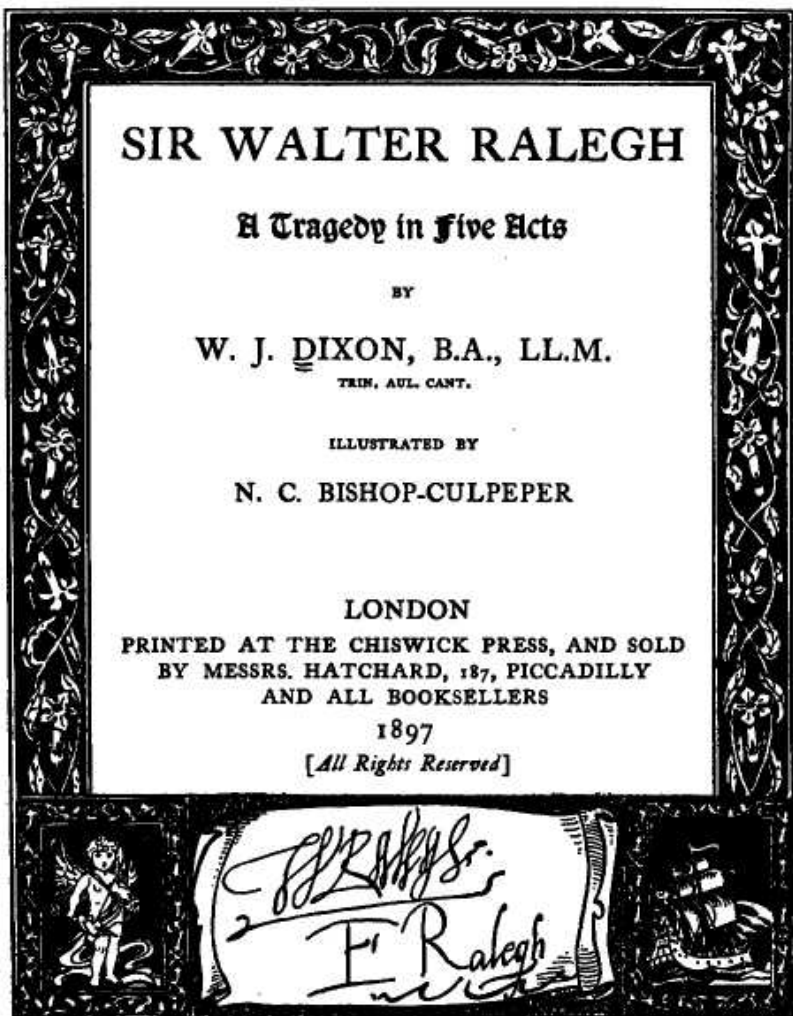 SIR WALTER RALEGH
A Tragedy in Five Acts
BY
W. J. DIXON, B.A., LL.M.
TRIN. AUL. CANT.
ILLUSTRATED BY
N. C. BISHOP-CULPEPER
LONDON
PRINTED AT THE CHISWICK PRESS, AND SOLD
BY MESSRS. HATCHARD, 187, PICCADILLY
AND ALL BOOKSELLERS
1897
[All Rights Reserved]
E Ralegh